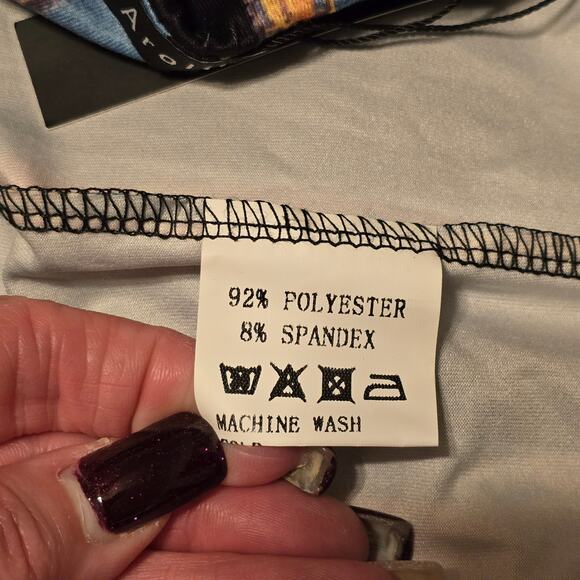 92% POLYESTER
8% SPANDEX
MACHINE WASH